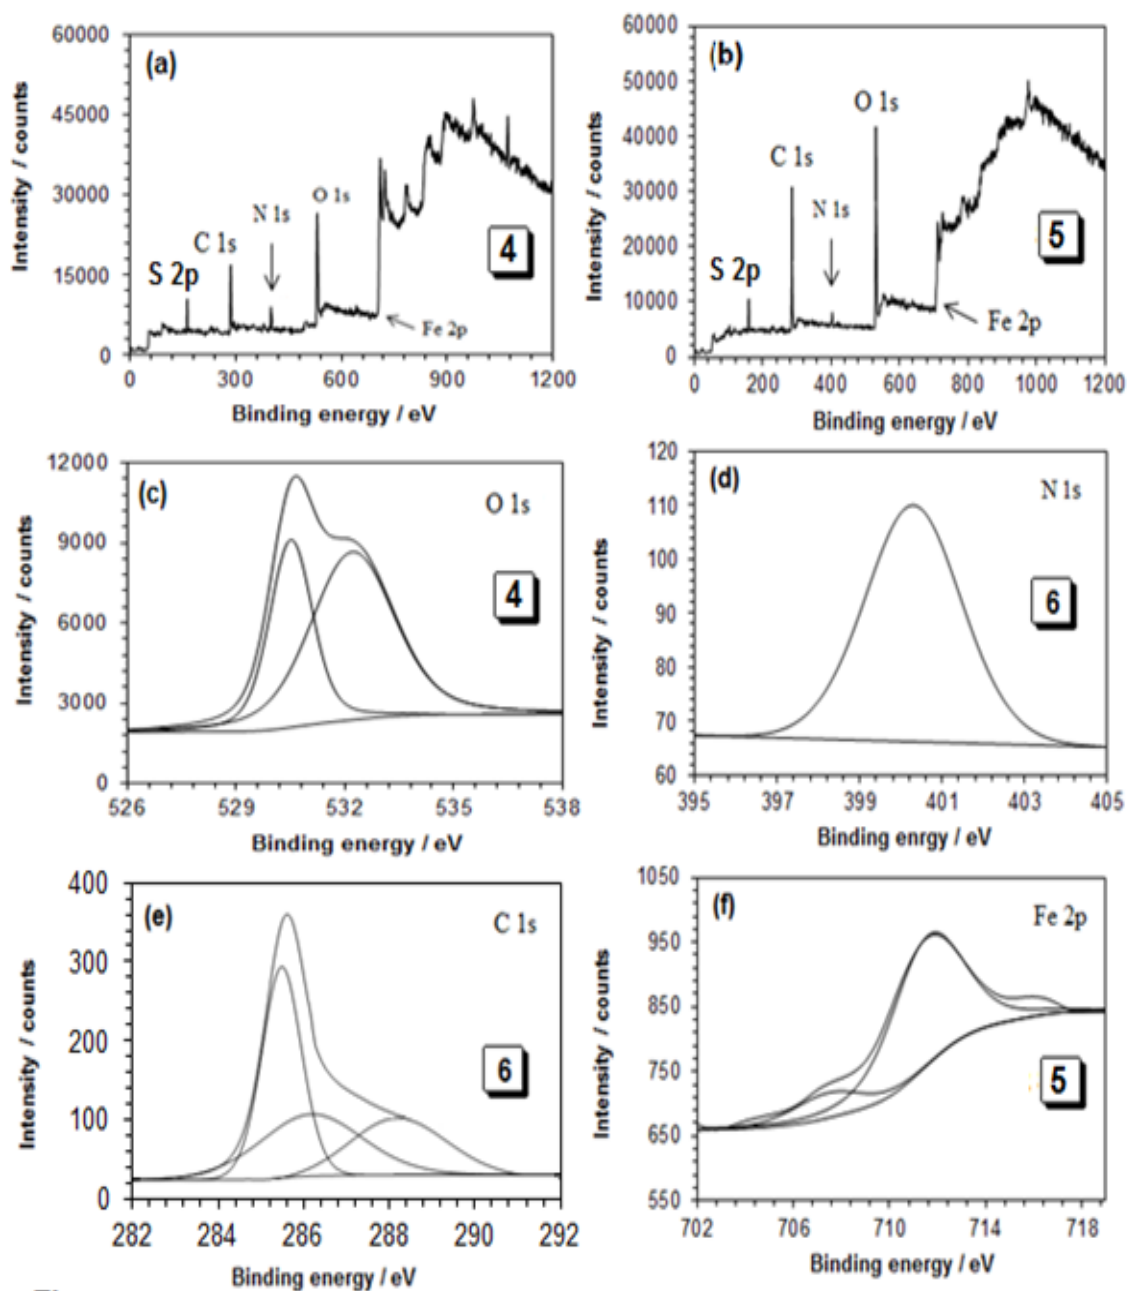 (a)
60000
45000
30000
15000
0
Intensity / counts
S 2p
C 1s
N 1s
O 1s
Fe 2p
4
0 300 600 900 1200
Binding energy / eV
(b)
60000
50000
40000
30000
20000
10000
0
Intensity / counts
S 2p
C 1s
N 1s
O 1s
Fe 2p
5
0 200 400 600 800 1000 1200
Binding energy / eV
(c)
12000
9000
6000
3000
0
Intensity / counts
O 1s
4
526 529 532 535 538
Binding energy / eV
(d)
120
110
100
90
80
70
60
Intensity / counts
N 1s
6
395 397 399 401 403 405
Binding enrgy / eV
(e)
400
300
200
100
0
Intensity / counts
C 1s
6
282 284 286 288 290 292
Binding energy / eV
(f)
1050
950
850
750
650
550
Intensity / counts
Fe 2p
5
702 706 710 714 718
Binding energy / eV